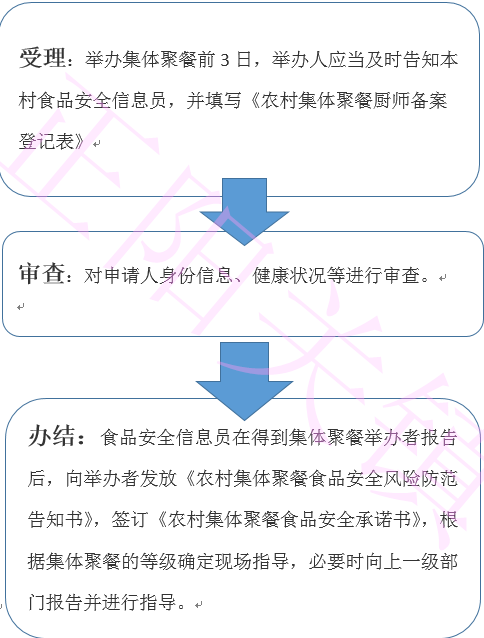 受理：举办集体聚餐前3日，举办人应当及时告知本
村食品安全信息员，并填写《农村集体聚餐厨师备案
登记表》
审查：对申请人身份信息、健康状况等进行审查。
办结：食品安全信息员在得到集体聚餐举办者报告
后，向举办者发放《农村集体聚餐食品安全风险防范
告知书》，签订《农村集体聚餐食品安全承诺书》，根
据集体聚餐的等级确定现场指导，必要时向上一级部
门报告并进行指导。
正阳关镇